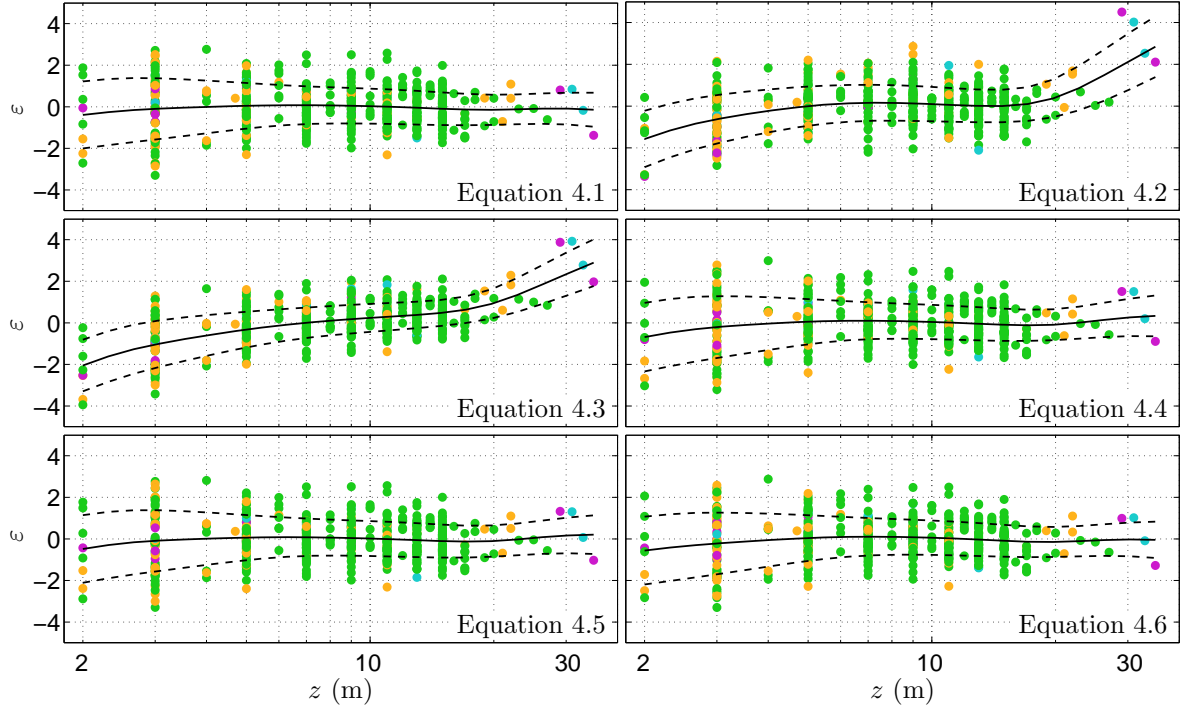 4
2
0
−2
−4
ε
Equation 4.1
Equation 4.2
4
2
0
−2
−4
ε
Equation 4.3
Equation 4.4
4
2
0
−2
−4
ε
Equation 4.5
Equation 4.6
2 10 30
2 10 30
z (m)
z (m)